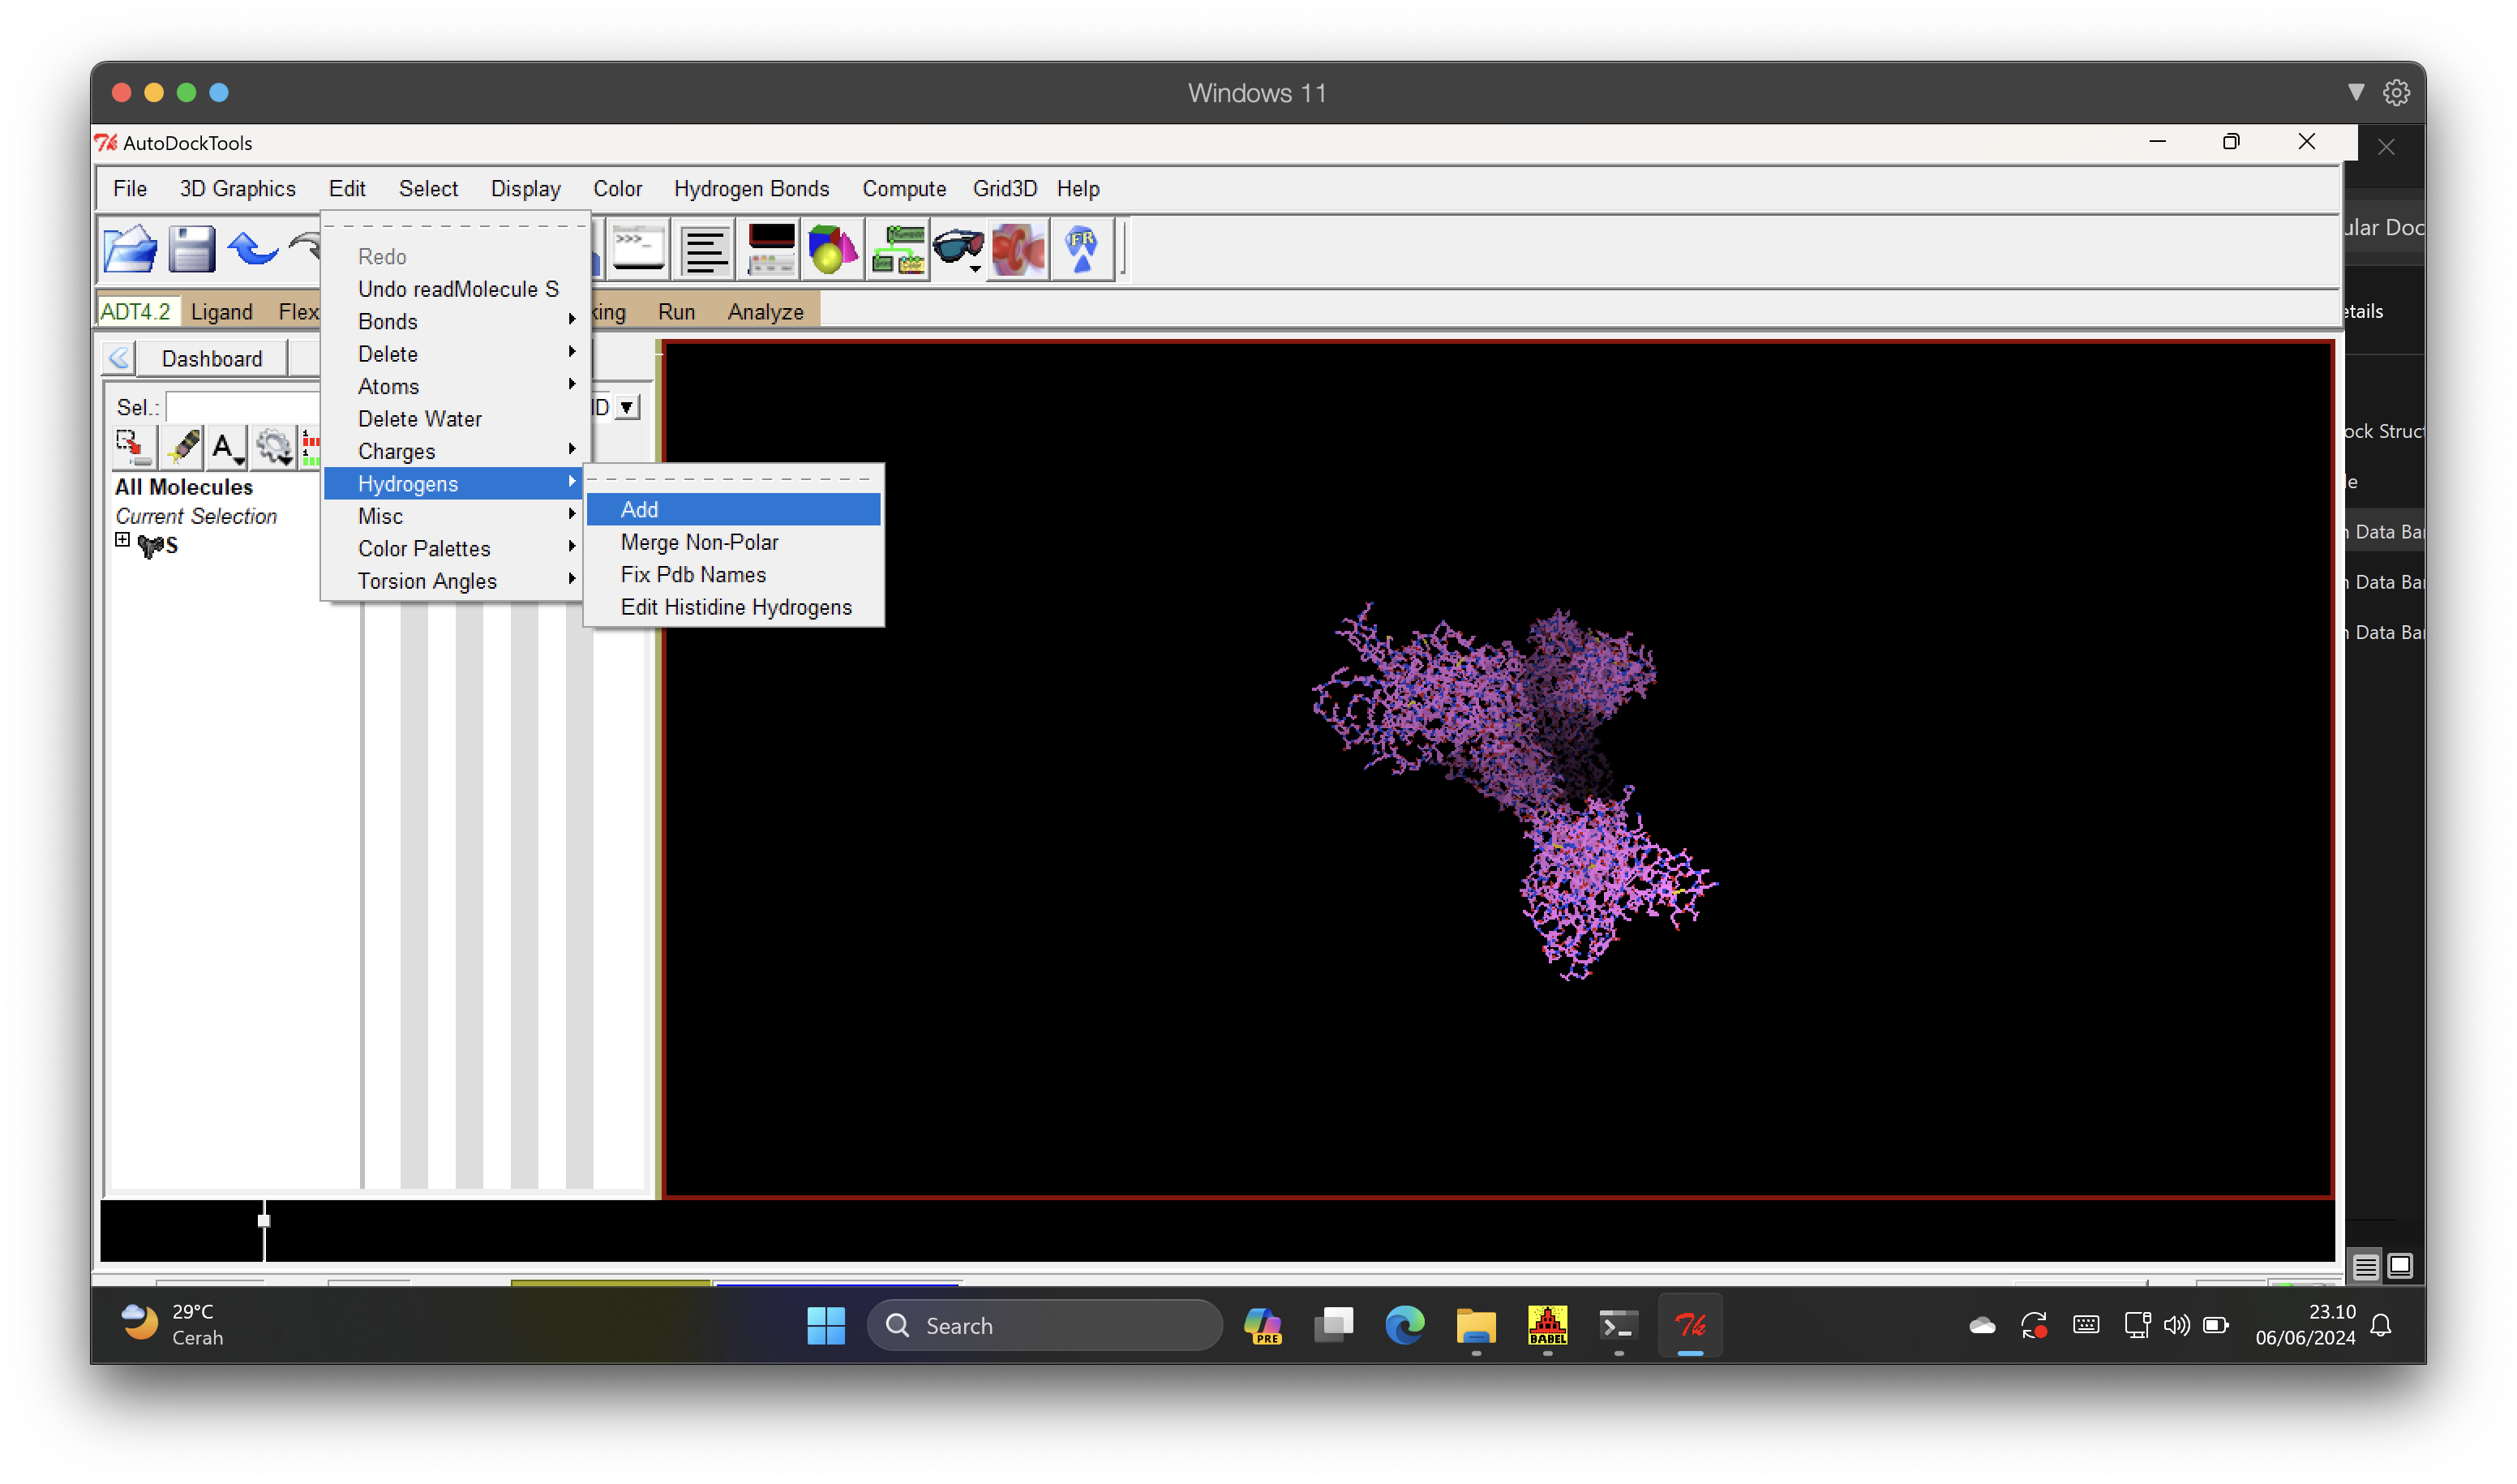 Windows 11
AutoDockTools
File 3D Graphics Edit Select Display Color Hydrogen Bonds Compute Grid3D Help
ular Doc
FR
Redo
Undo readMolecule S
Bonds
Delete
Atoms
Delete Water
Charges
Hydrogens
Misc
Color Palettes
Torsion Angles
Add
Merge Non-Polar
Fix Pdb Names
Edit Histidine Hydrogens
ADT4.2 Ligand Flex king Run Analyze
etails
Dashboard
Sel.:
A
All Molecules
Current Selection
S
ock Struct
le
n Data Ba
n Data Ba
n Data Ba
29°C
Cerah
Search
PRE
BABEL
23.10
06/06/2024